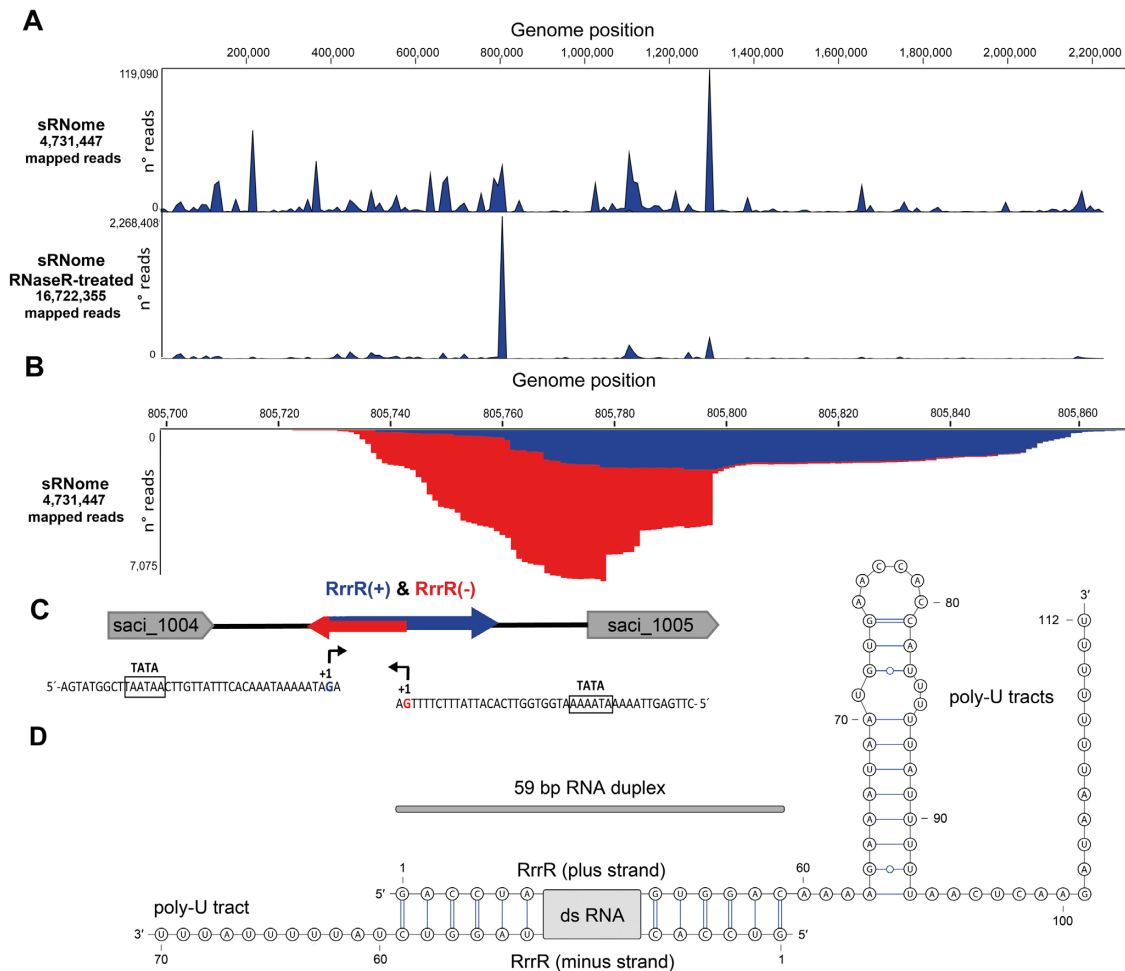 A
Genome position
200,000 400,000 600,000 800,000 1,000,000 1,200,000 1,400,000 1,600,000 1,800,000 2,000,000 2,200,000
119,090
sRNome
4,731,447
mapped reads
n° reads
0
2,268,408
sRNome
RNaseR-treated
16,722,355
mapped reads
n° reads
0
B
Genome position
805,700 805,720 805,740 805,760 805,780 805,800 805,820 805,840 805,860
0
sRNome
4,731,447
mapped reads
n° reads
7,075
C
RrrR(+) & RrrR(-)
saci_1004
saci_1005
TATA
+1
5´-AGTATGGCTTAATAACTTGTTATTTCACAAATAAAAATAGA
+1
TATA
AGTTTTCTTTATTACACTTGGTGGTAAAAATAAAAATTGAGTTC-5´
D
59 bp RNA duplex
poly-U tracts
3′
112
80
70
90
100
A C C A
A C
G C
U A
G U
U U
U
A U
A U
U A
A U
A U
G U
U
U
U
U
U
U
U
A
A
U
A
1
RrrR (plus strand)
60
5′ G A C C U A
ds RNA
G U G G A C A A A A U A A C U C A A G
poly-U tract
3′ U U U A U U U U U A U C U G G A U
C A C C U G 5′
70
60
RrrR (minus strand)
1